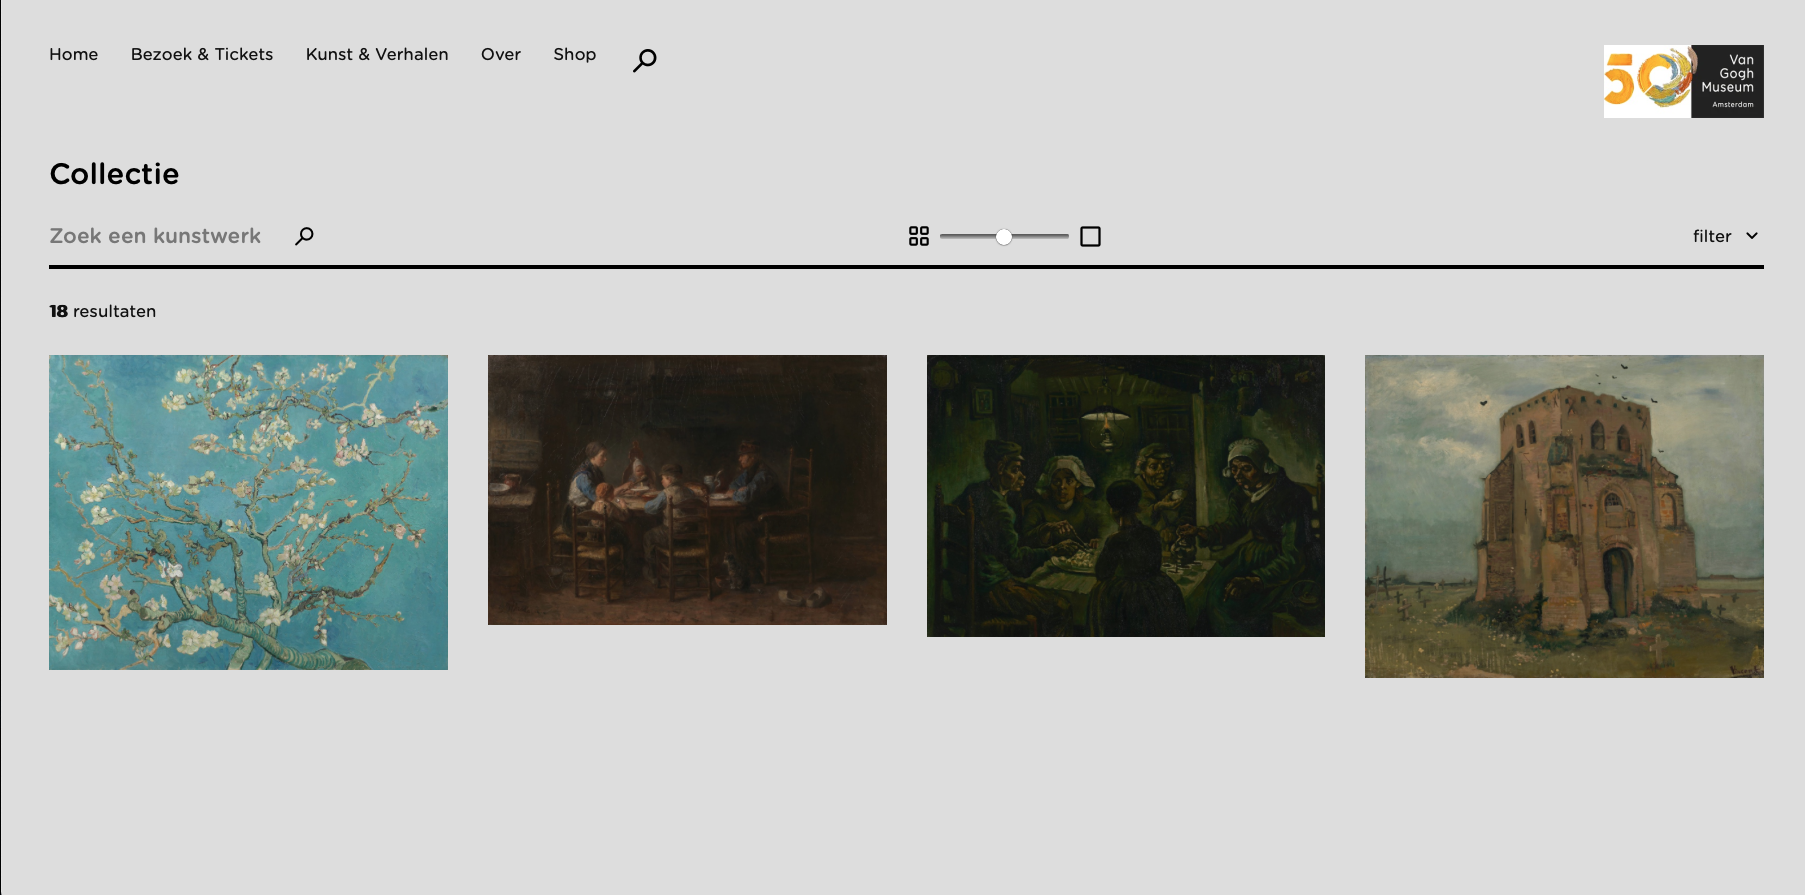 Home Bezoek & Tickets Kunst & Verhalen Over Shop
50
Van
Gogh
Museum
Amsterdam
Collectie
Zoek een kunstwerk
filter
18 resultaten